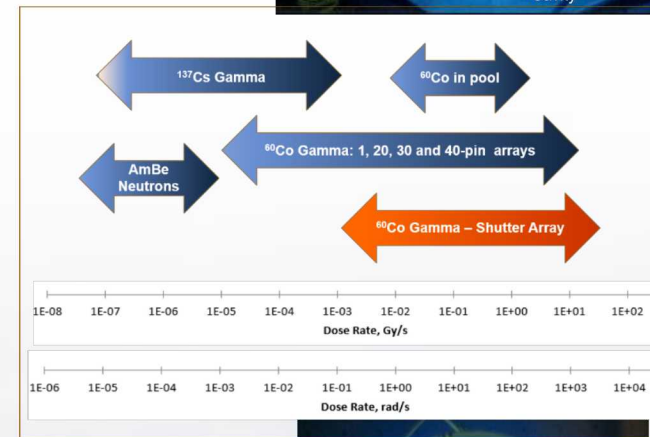 ¹³⁷Cs Gamma
⁶⁰Co in pool
⁶⁰Co Gamma: 1, 20, 30 and 40-pin arrays
AmBe
Neutrons
⁶⁰Co Gamma – Shutter Array
1E-08 1E-07 1E-06 1E-05 1E-04 1E-03 1E-02 1E-01 1E+00 1E+01 1E+02
Dose Rate, Gy/s
1E-06 1E-05 1E-04 1E-03 1E-02 1E-01 1E+00 1E+01 1E+02 1E+03 1E+04
Dose Rate, rad/s